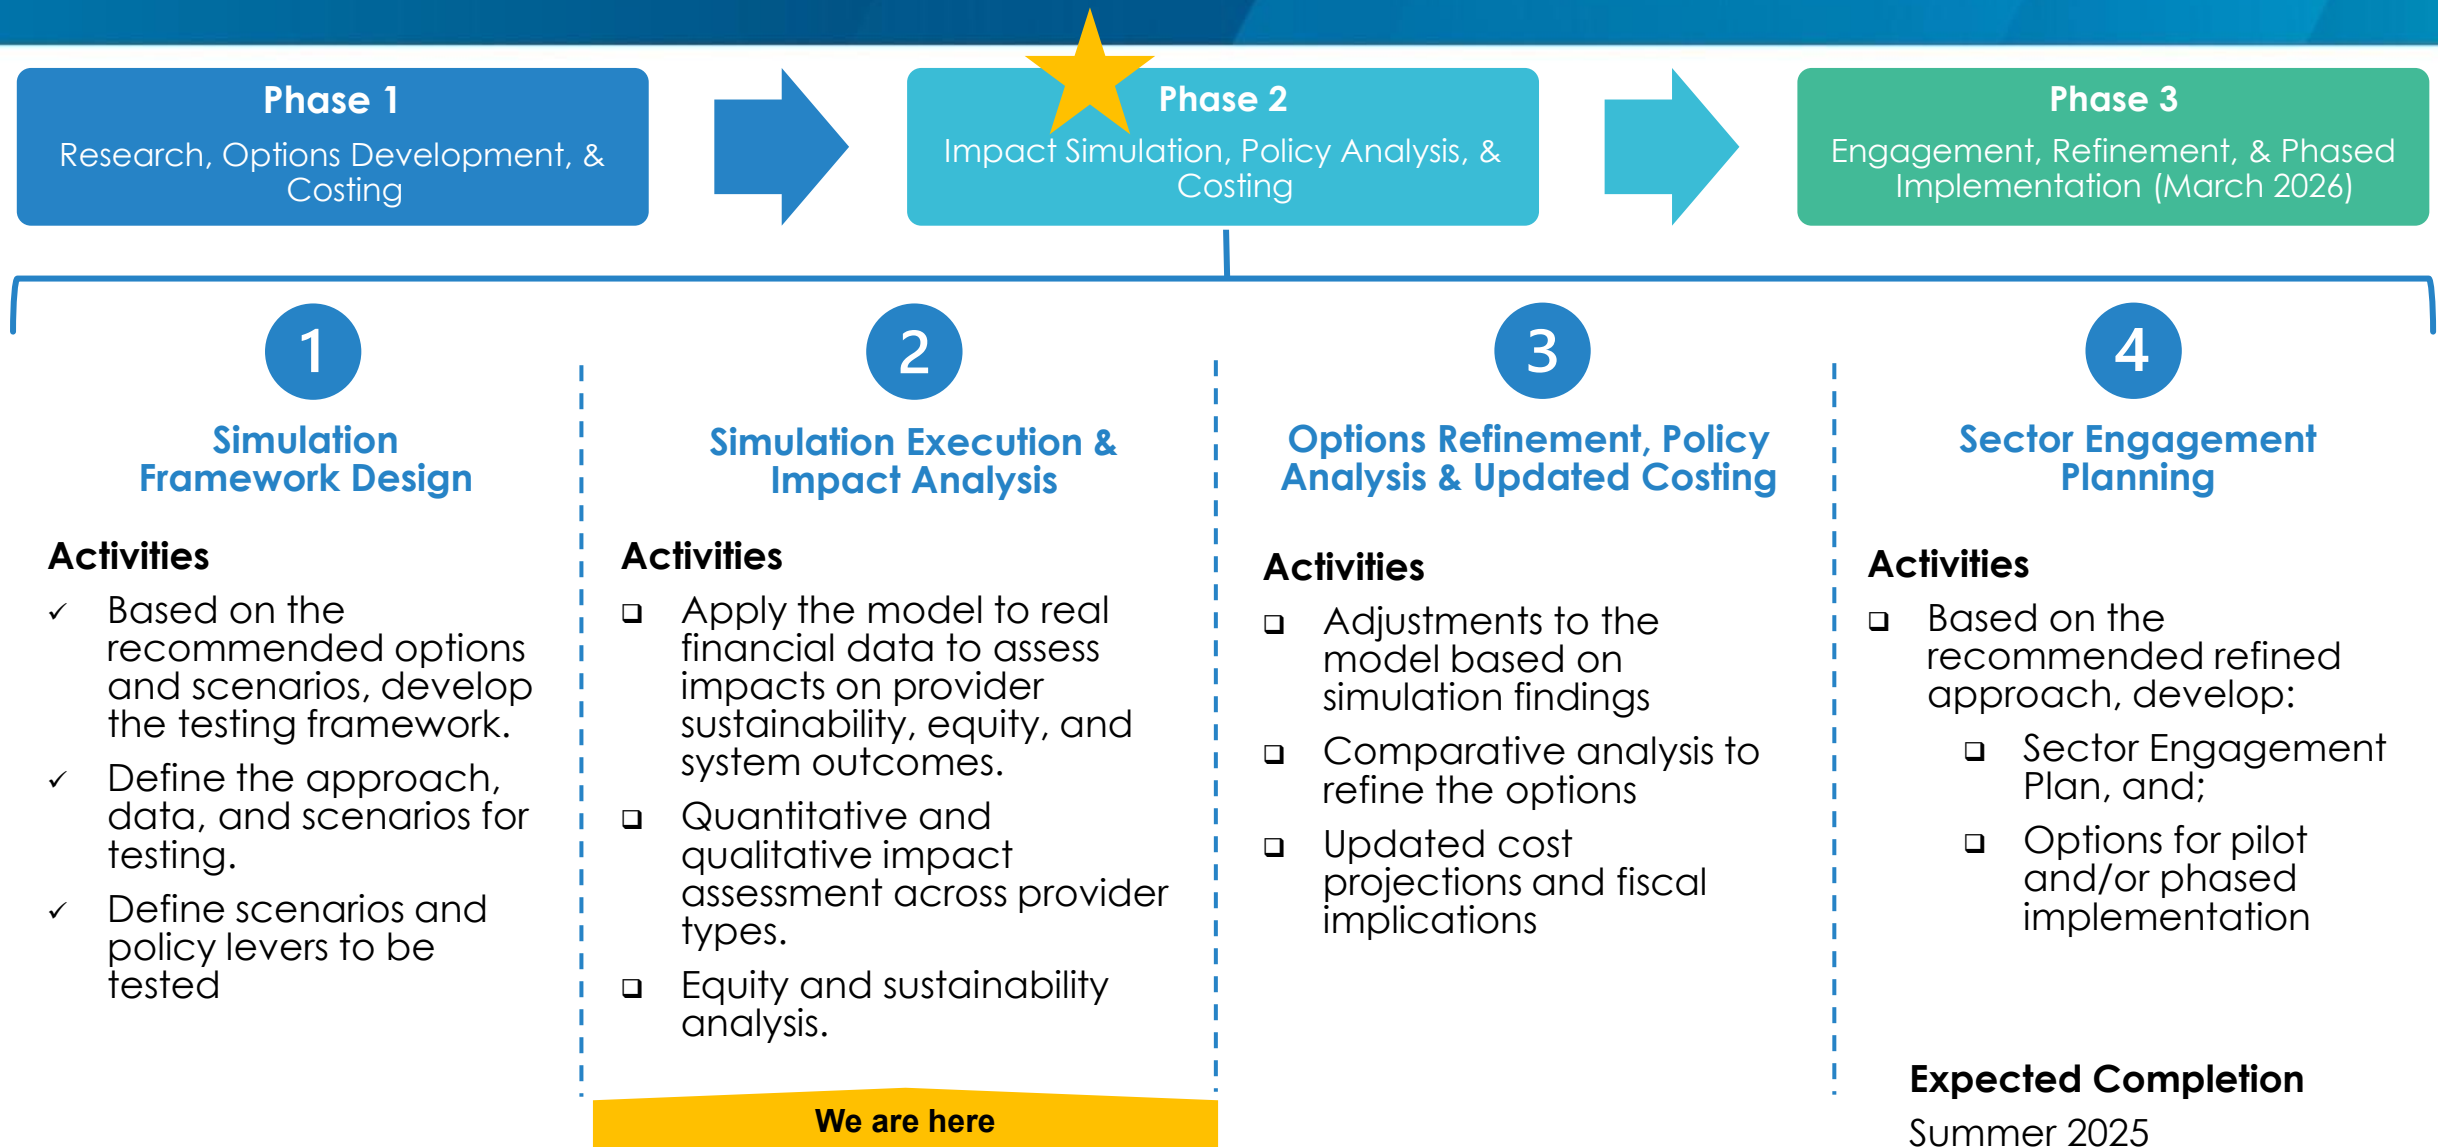 Phase 1
Research, Options Development, &
Costing
Phase 2
Impact Simulation, Policy Analysis, &
Costing
Phase 3
Engagement, Refinement, & Phased
Implementation (March 2026)
1
Simulation
Framework Design
Activities
✓ Based on the
recommended options
and scenarios, develop
the testing framework.
✓ Define the approach,
data, and scenarios for
testing.
✓ Define scenarios and
policy levers to be
tested
2
Simulation Execution &
Impact Analysis
Activities
❑ Apply the model to real
financial data to assess
impacts on provider
sustainability, equity, and
system outcomes.
❑ Quantitative and
qualitative impact
assessment across provider
types.
❑ Equity and sustainability
analysis.
We are here
3
Options Refinement, Policy
Analysis & Updated Costing
Activities
❑ Adjustments to the
model based on
simulation findings
❑ Comparative analysis to
refine the options
❑ Updated cost
projections and fiscal
implications
4
Sector Engagement
Planning
Activities
❑ Based on the
recommended refined
approach, develop:
❑ Sector Engagement
Plan, and;
❑ Options for pilot
and/or phased
implementation
Expected Completion
Summer 2025